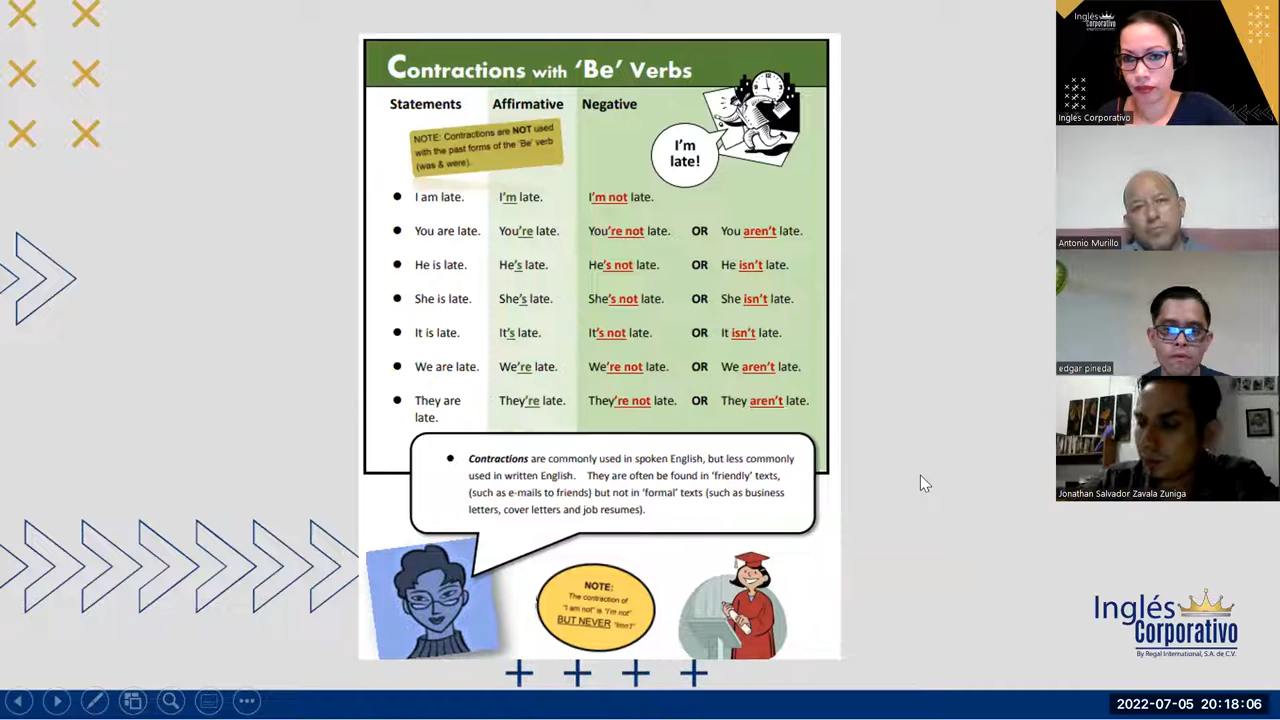 Contractions with 'Be' Verbs
Statements Affirmative Negative
NOTE: Contractions are NOT used
with the past forms of the 'Be' verb
(was & were).
I'm
late!
I am late. I'm late. I'm not late.
You are late. You're late. You're not late. OR You aren't late.
He is late. He's late. He's not late. OR He isn't late.
She is late. She's late. She's not late. OR She isn't late.
It is late. It's late. It's not late. OR It isn't late.
We are late. We're late. We're not late. OR We aren't late.
They are They're late. They're not late. OR They aren't late.
late.
Contractions are commonly used in spoken English, but less commonly
used in written English. They are often be found in 'friendly' texts,
(such as e-mails to friends) but not in 'formal' texts (such as business
letters, cover letters and job resumes).
NOTE:
The contraction of
"I am not" is "I'm not"
BUT NEVER
Inglés
Corporativo
Inglés Corporativo
Antonio Murillo
edgar pineda
Jonathan Salvador Zavala Zuniga
Inglés
Corporativo
By Regal International, S.A. de C.V.
2022-07-05 20:18:06